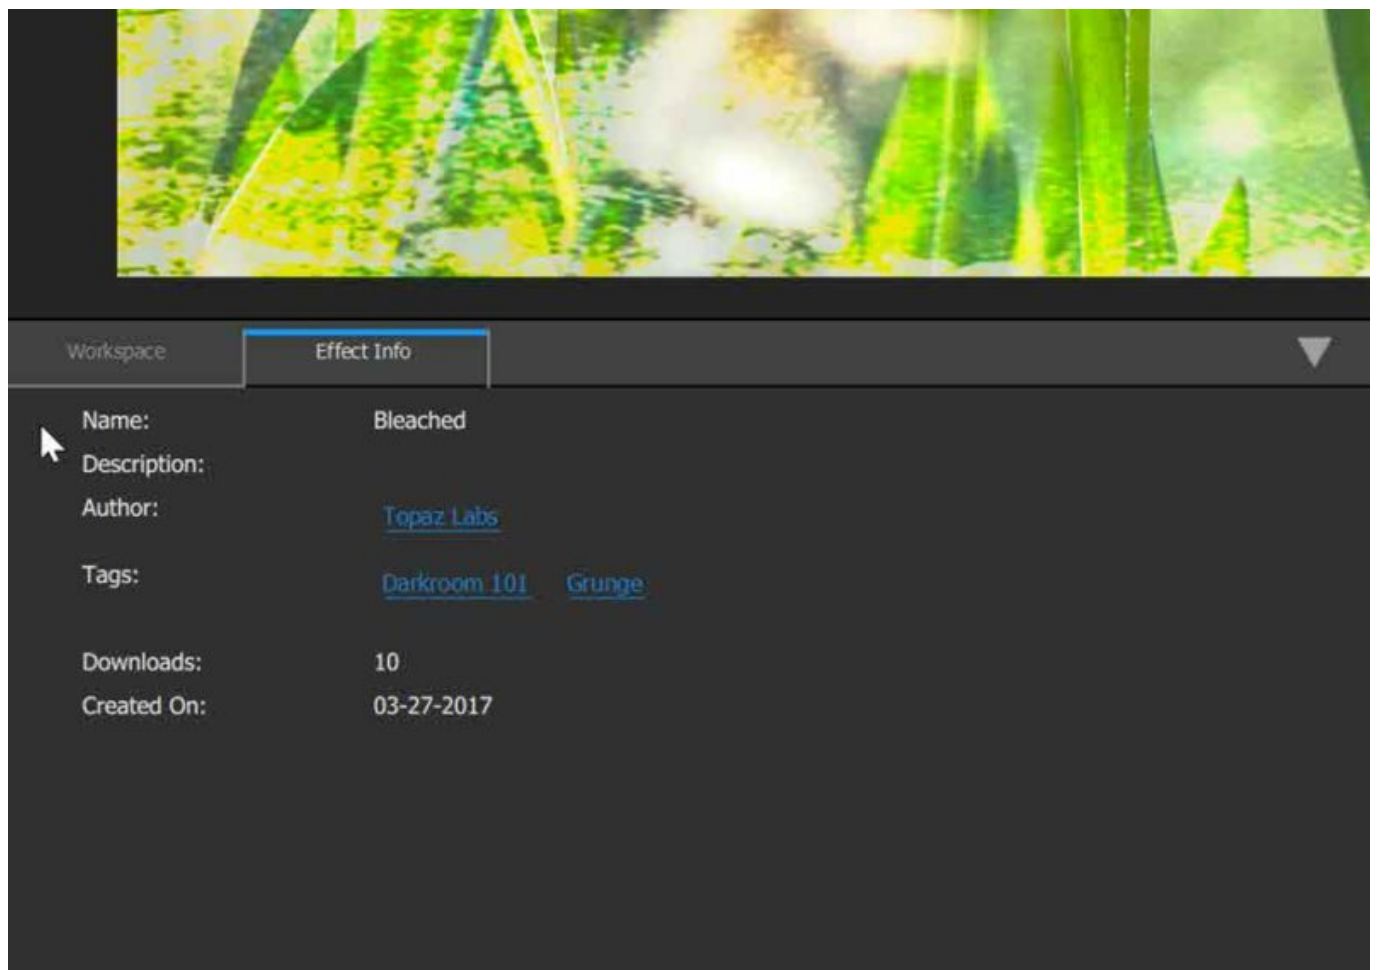 Workspace Effect Info
Name: Bleached
Description:
Author: Topaz Labs
Tags: Darkroom 101 Grunge
Downloads: 10
Created On: 03-27-2017